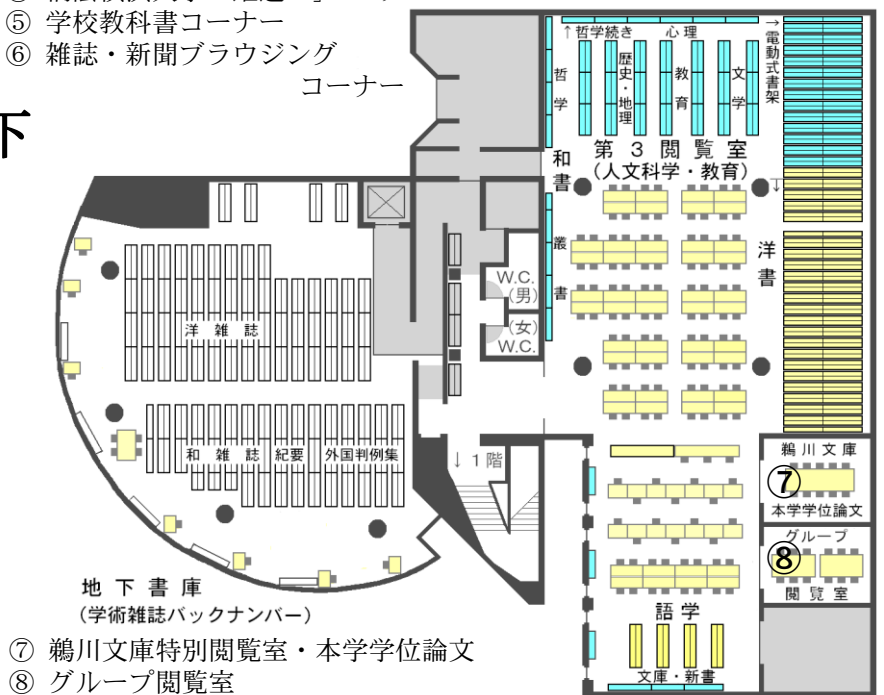 ⑤ 学校教科書コーナー
⑥ 雑誌・新聞ブラウジング
コーナー
下
↑哲学続き
心理
→電動式書架
哲学
歴史・地理
教育
文学
第3閲覧室
(人文科学・教育)
和書
叢書
洋書
W.C.
(男)
(女)
W.C.
洋雑誌
和雑誌
紀要
外国判例集
↓1階
鵜川文庫
⑦
本学学位論文
グループ
⑧
閲覧室
語学
文庫・新書
地下書庫
(学術雑誌バックナンバー)
⑦ 鵜川文庫特別閲覧室・本学学位論文
⑧ グループ閲覧室